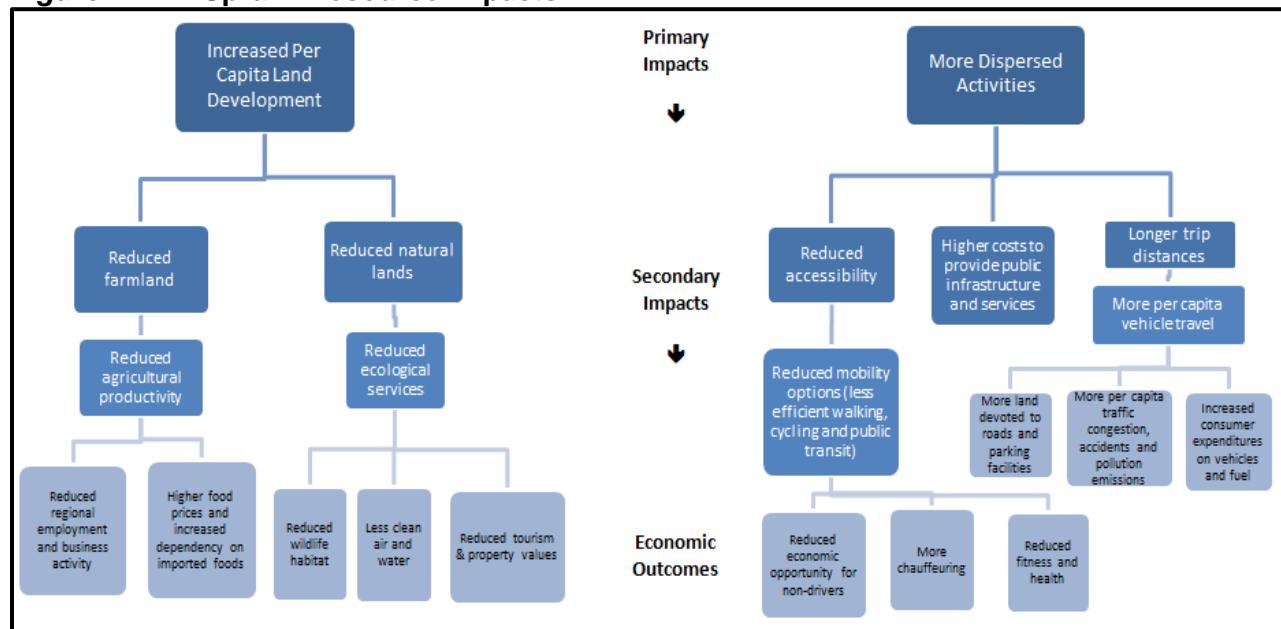 Increased Per
Capita Land
Development
Primary
Impacts
More Dispersed
Activities
Reduced
farmland
Reduced natural
lands
Secondary
Impacts
Reduced
accessibility
Higher costs to
provide public
infrastructure
and services
Longer trip
distances
More per capita
vehicle travel
Reduced
agricultural
productivity
Reduced
ecological
services
Reduced mobility
options (less
efficient walking,
cycling and public
transit)
More land
devoted to
roads and
parking
facilities
More per capita
traffic
congestion,
accidents and
pollution
emissions
Increased
consumer
expenditures
on vehicles
and fuel
Reduced
regional
employment
and business
activity
Higher food
prices and
increased
dependency on
imported foods
Reduced
wildlife
habitat
Less clean
air and
water
Reduced tourism
& property values
Economic
Outcomes
Reduced
economic
opportunity for
non-drivers
More
chauffeuring
Reduced
fitness and
health